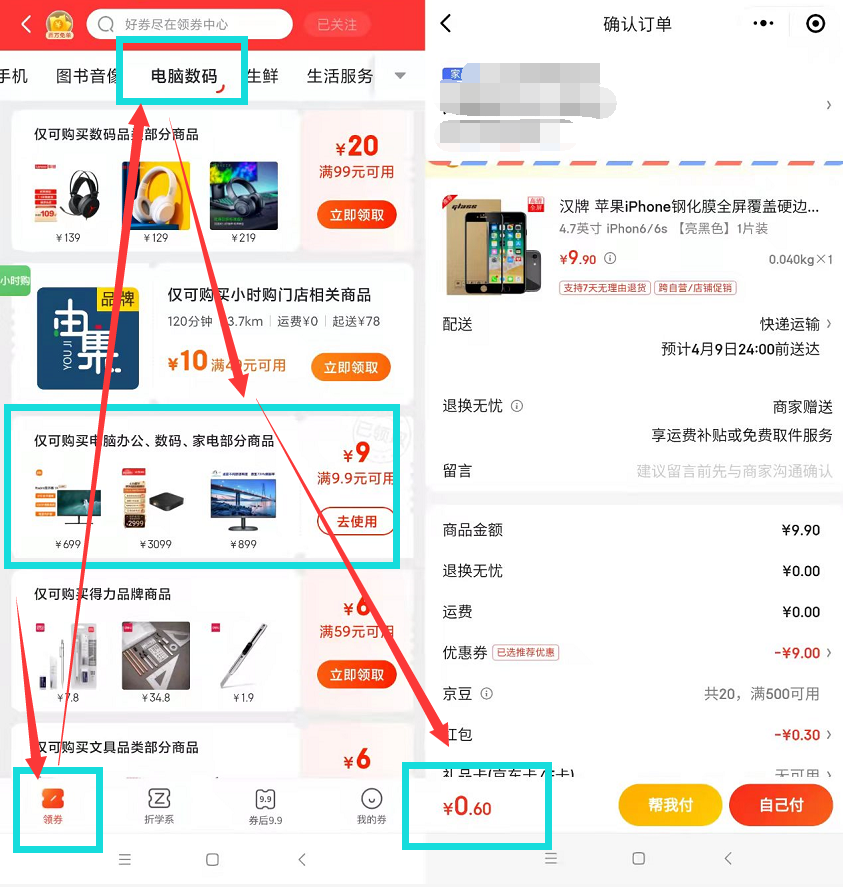 好券尽在领券中心
已关注
手机
图书音像
电脑数码
生鲜
生活服务
仅可购买数码品类部分商品
¥139
¥129
¥219
¥20
满99元可用
立即领取
小时购
品牌
由集
YOU JI
仅可购买小时购门店相关商品
120分钟
3.7km
运费¥0
起送¥78
¥10
元可用
立即领取
仅可购买电脑办公、数码、家电部分商品
¥699
¥3099
¥899
已领取
¥9
满9.9元可用
去使用
仅可购买得力品牌商品
¥7.8
¥34.8
¥1.9
¥6
满59元可用
立即领取
仅可购买文具品类部分商品
¥6
领券
折学系
9.9
券后9.9
我的券
确认订单
家
glass
高清
全屏
汉牌 苹果iPhone钢化膜全屏覆盖硬边...
4.7英寸 iPhon6/6s 【亮黑色】1片装
¥9.90
0.040kg×1
支持7天无理由退货
跨自营/店铺促销
配送
快递运输
预计4月9日24:00前送达
退换无忧
商家赠送
享运费补贴或免费取件服务
留言
建议留言前先与商家沟通确认
商品金额
¥9.90
退换无忧
¥0.00
运费
¥0.00
优惠券
已选推荐优惠
-¥9.00
京豆
共20，满500可用
红包
-¥0.30
礼品卡(京东卡/E卡)
无可用
¥0.60
帮我付
自己付